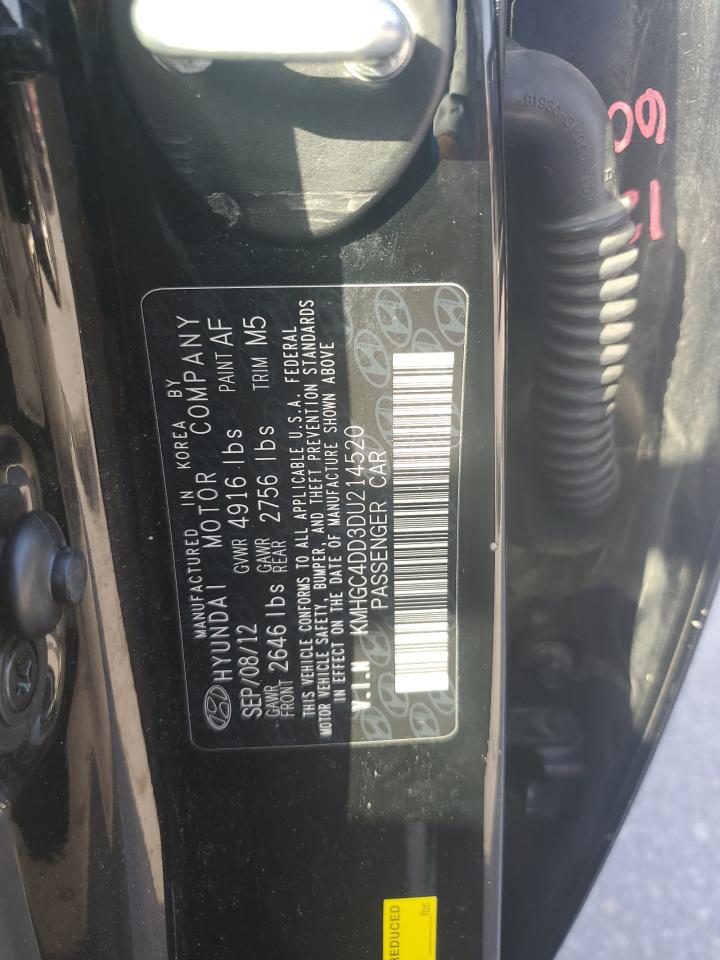 MANUFACTURED IN KOREA BY
HYUNDAI MOTOR COMPANY
SEP/08/12 GVWR 4916 lbs PAINT AF
GAWR FRONT 2646 lbs GAWR REAR 2756 lbs TRIM M5
THIS VEHICLE CONFORMS TO ALL APPLICABLE U.S.A. FEDERAL
MOTOR VEHICLE SAFETY, BUMPER, AND THEFT PREVENTION STANDARDS
IN EFFECT ON THE DATE OF MANUFACTURE SHOWN ABOVE
V.I.N KMHGC4DD3DU214520
PASSENGER CAR
REDUCED
lbs